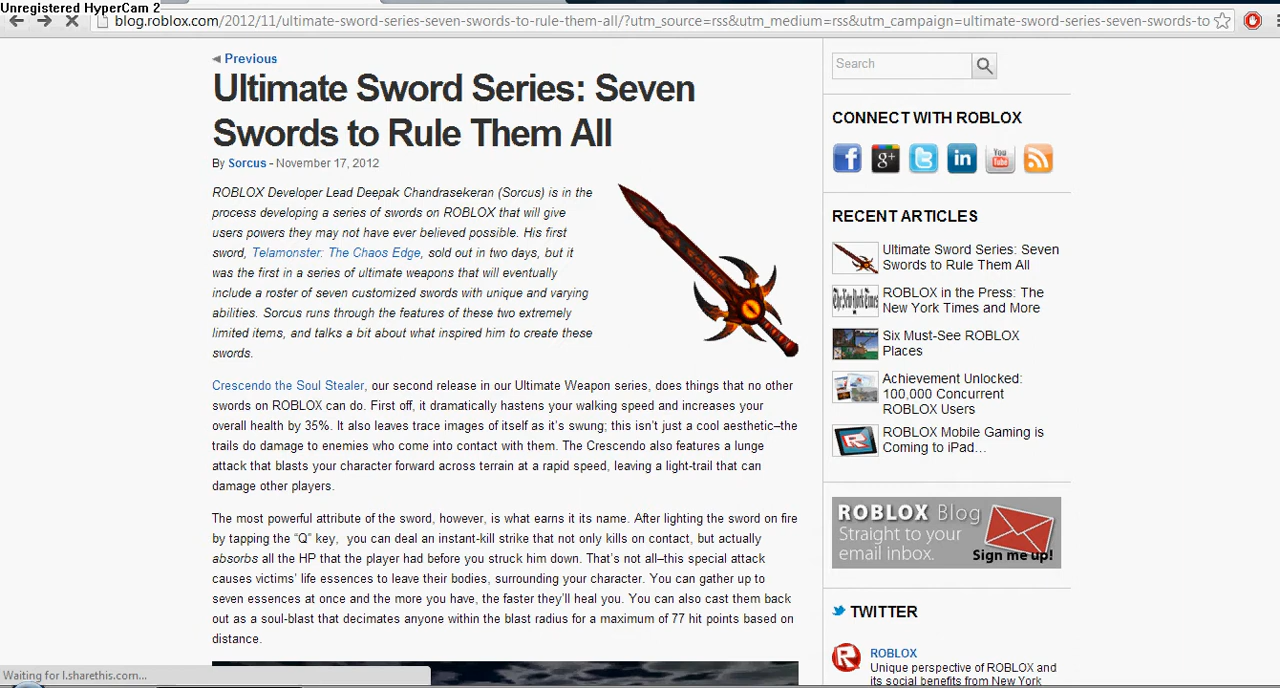 Unregistered HyperCam 2
blog.roblox.com/2012/11/ultimate-sword-series-seven-swords-to-rule-them-all/?utm_source=rss&utm_medium=rss&utm_campaign=ultimate-sword-series-seven-swords-to
Previous
Ultimate Sword Series: Seven
Swords to Rule Them All
By Sorcus - November 17, 2012
ROBLOX Developer Lead Deepak Chandrasekeran (Sorcus) is in the
process developing a series of swords on ROBLOX that will give
users powers they may not have ever believed possible. His first
sword, Telamonster: The Chaos Edge, sold out in two days, but it
was the first in a series of ultimate weapons that will eventually
include a roster of seven customized swords with unique and varying
abilities. Sorcus runs through the features of these two extremely
limited items, and talks a bit about what inspired him to create these
swords.
Crescendo the Soul Stealer, our second release in our Ultimate Weapon series, does things that no other
swords on ROBLOX can do. First off, it dramatically hastens your walking speed and increases your
overall health by 35%. It also leaves trace images of itself as it's swung; this isn't just a cool aesthetic–the
trails do damage to enemies who come into contact with them. The Crescendo also features a lunge
attack that blasts your character forward across terrain at a rapid speed, leaving a light-trail that can
damage other players.
The most powerful attribute of the sword, however, is what earns it its name. After lighting the sword on fire
by tapping the “Q” key, you can deal an instant-kill strike that not only kills on contact, but actually
absorbs all the HP that the player had before you struck him down. That's not all–this special attack
causes victims' life essences to leave their bodies, surrounding your character. You can gather up to
seven essences at once and the more you have, the faster they'll heal you. You can also cast them back
out as a soul-blast that decimates anyone within the blast radius for a maximum of 77 hit points based on
distance.
Search
CONNECT WITH ROBLOX
You
Tube
RECENT ARTICLES
Ultimate Sword Series: Seven
Swords to Rule Them All
ROBLOX in the Press: The
New York Times and More
Six Must-See ROBLOX
Places
Achievement Unlocked:
100,000 Concurrent
ROBLOX Users
ROBLOX Mobile Gaming is
Coming to iPad…
ROBLOX Blog
Straight to your
email inbox.
Sign me up!
TWITTER
ROBLOX
Unique perspective of ROBLOX and
its social benefits from New York
Waiting for l.sharethis.com...